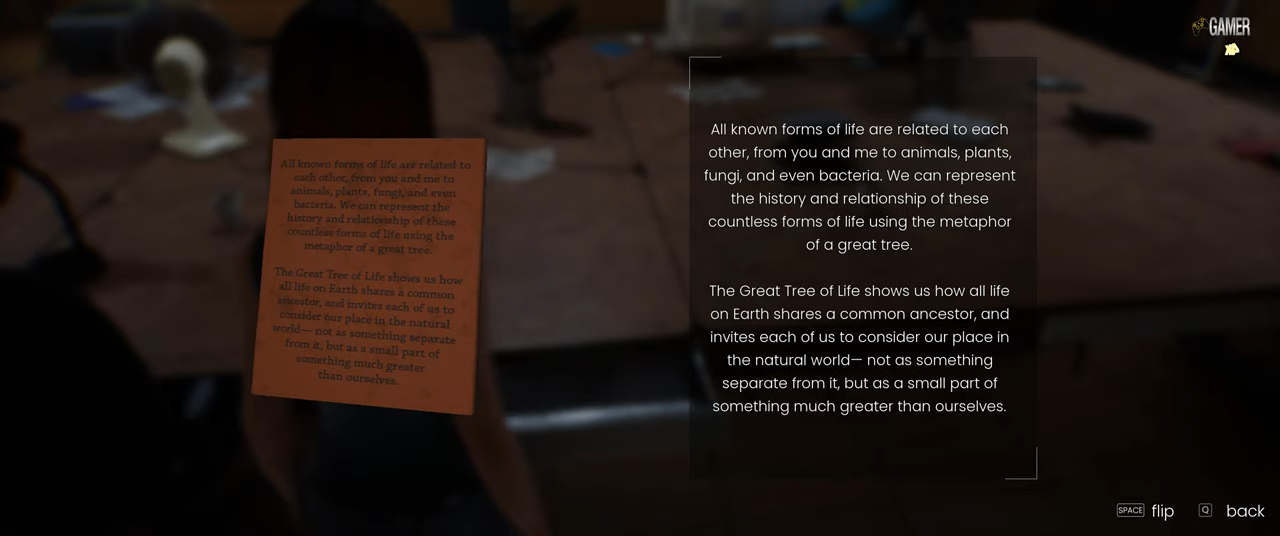 GAMER
All known forms of life are related to
each other, from you and me to
animals, plants, fungi, and even
bacteria. We can represent the
history and relationship of these
countless forms of life using the
metaphor of a great tree.
The Great Tree of Life shows us how
all life on Earth shares a common
ancestor, and invites each of us to
consider our place in the natural
world— not as something separate
from it, but as a small part of
something much greater
than ourselves.
All known forms of life are related to each
other, from you and me to animals, plants,
fungi, and even bacteria. We can represent
the history and relationship of these
countless forms of life using the metaphor
of a great tree.
The Great Tree of Life shows us how all life
on Earth shares a common ancestor, and
invites each of us to consider our place in
the natural world— not as something
separate from it, but as a small part of
something much greater than ourselves.
SPACE flip Q back